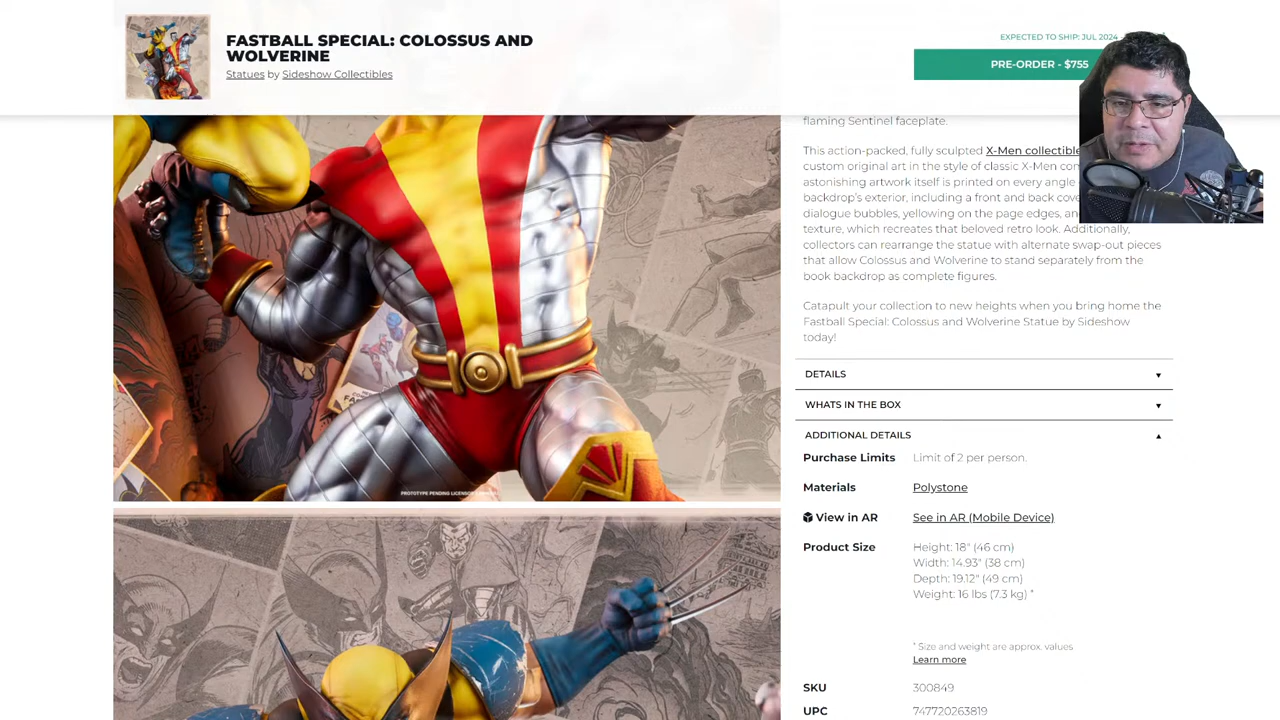 FASTBALL SPECIAL: COLOSSUS AND
WOLVERINE
Statues by Sideshow Collectibles
EXPECTED TO SHIP: JUL 2024 -
PRE-ORDER - $755
flaming Sentinel faceplate.
This action-packed, fully sculpted X-Men collectible
custom original art in the style of classic X-Men
astonishing artwork itself is printed on every angle
backdrop's exterior, including a front and back
dialogue bubbles, yellowing on the page edges,
texture, which recreates that beloved retro look. Additionally,
collectors can rearrange the statue with alternate swap-out pieces
that allow Colossus and Wolverine to stand separately from the
book backdrop as complete figures.
Catapult your collection to new heights when you bring home the
Fastball Special: Colossus and Wolverine Statue by Sideshow
today!
DETAILS
WHATS IN THE BOX
ADDITIONAL DETAILS
Purchase Limits Limit of 2 per person.
Materials Polystone
View in AR See in AR (Mobile Device)
Product Size Height: 18" (46 cm)
Width: 14.93" (38 cm)
Depth: 19.12" (49 cm)
Weight: 16 lbs (7.3 kg) *
* Size and weight are approx. values
Learn more
SKU 300849
UPC 747720263819
PROTOTYPE PENDING